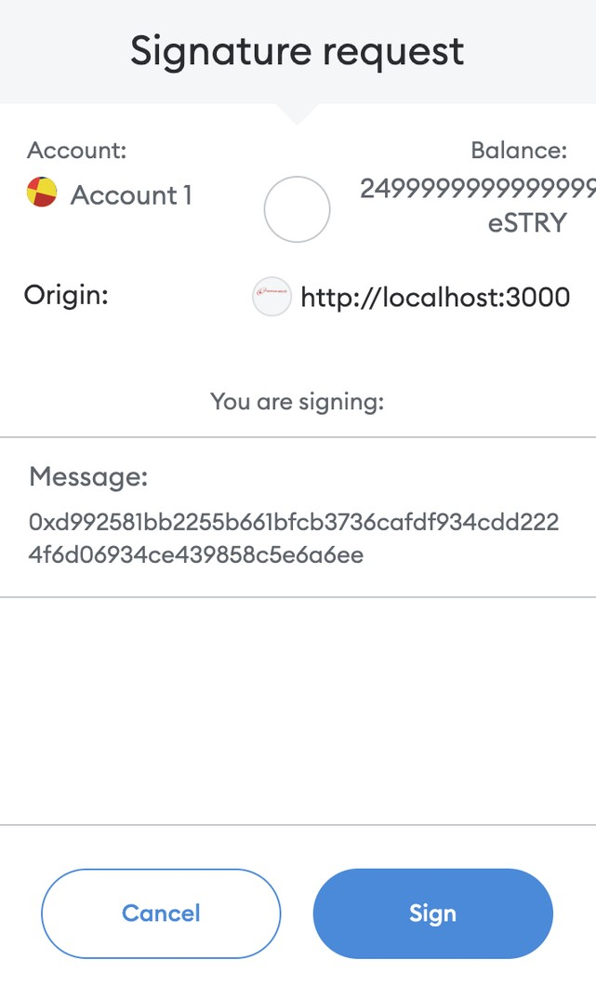 Signature request
Account:
Balance:
Account 1
2499999999999999
eSTRY
Origin:
http://localhost:3000
You are signing:
Message:
0xd992581bb2255b661bfcb3736cafdf934cdd222
4f6d06934ce439858c5e6a6ee
Cancel
Sign